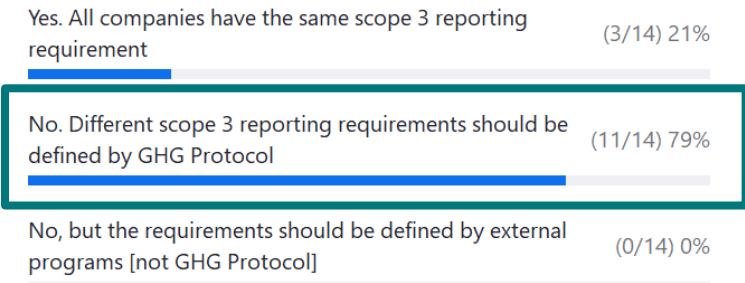 Yes. All companies have the same scope 3 reporting
requirement
(3/14) 21%
No. Different scope 3 reporting requirements should be
defined by GHG Protocol
(11/14) 79%
No, but the requirements should be defined by external
programs [not GHG Protocol]
(0/14) 0%